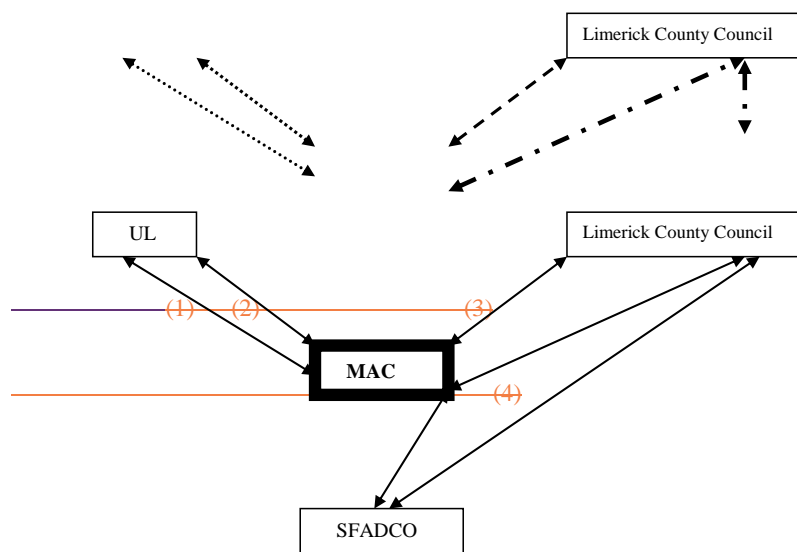 Limerick County Council
UL
Limerick County Council
(1) (2) (3)
MAC
(4)
SFADCO